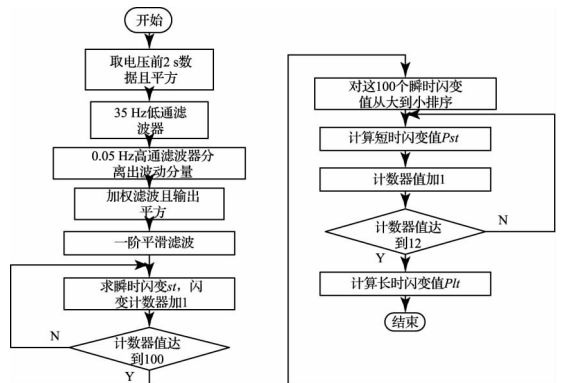 开始
取电压前2 s数
据且平方
35 Hz低通滤
波器
0.05 Hz高通滤波器分
离出波动分量
加权滤波且输出
平方
一阶平滑滤波
求瞬时闪变st，闪
变计数器加1
N
计数器值达
到100
Y
对这100个瞬时闪变
值从大到小排序
计算短时闪变值Pst
计数器值加1
N
计数器值达
到12
Y
计算长时闪变值Plt
结束